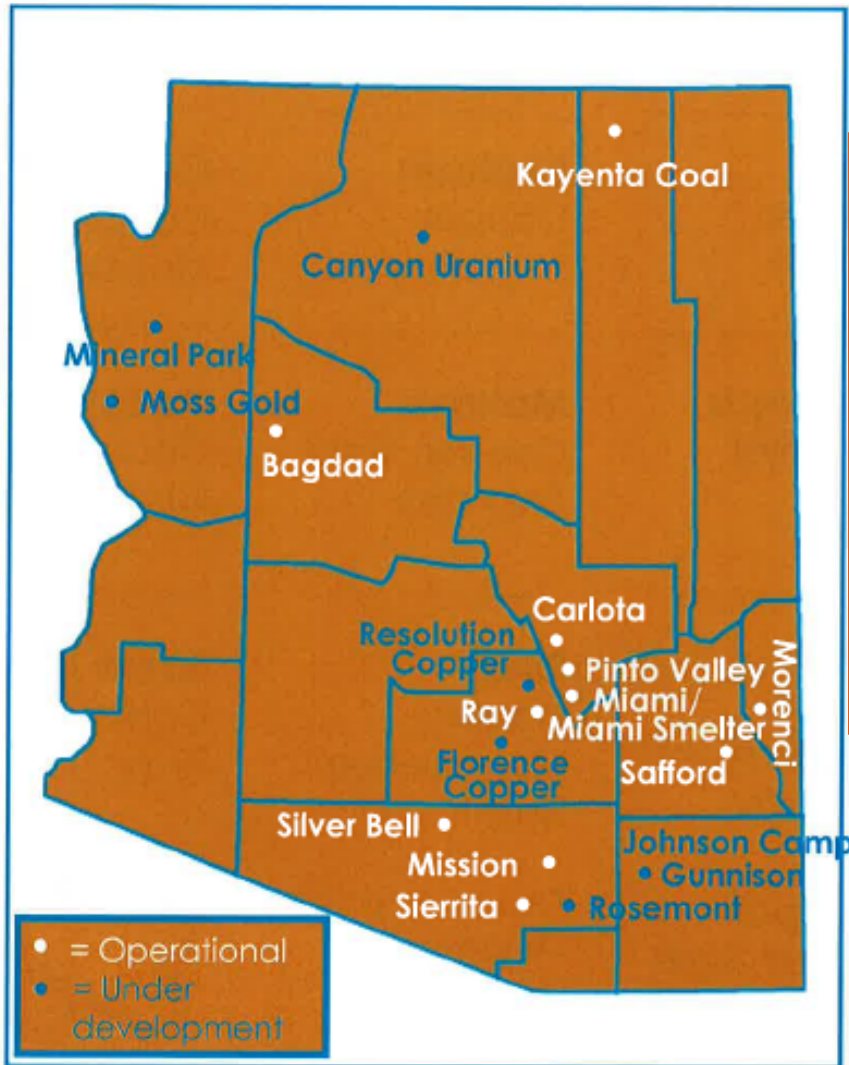 Kayenta Coal
Canyon Uranium
Mineral Park
Moss Gold
Bagdad
Carlota
Resolution
Copper
Pinto Valley
Miami/
Miami Smelter
Morenci
Ray
Florence
Copper
Safford
Silver Bell
Mission
Sierrita
Johnson Camp
Gunnison
Rosemont
= Operational
= Under
development